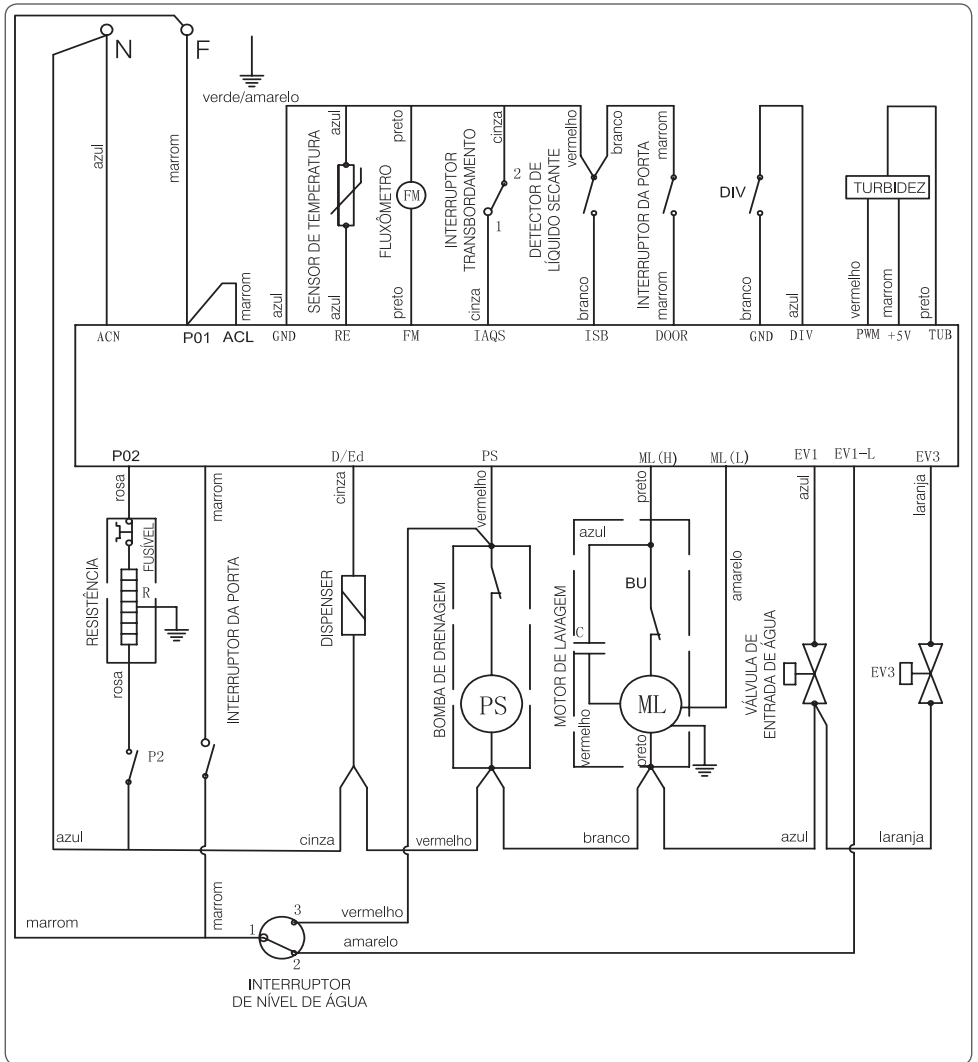 N
F
verde/amarelo
azul
marrom
marrom
azul
SENSOR DE TEMPERATURA
azul
azul
preto
FLUXÔMETRO
FM
preto
cinza
INTERRUPTOR
TRANSBORDAMENTO
2
1
cinza
vermelho
branco
DETECTOR DE
LÍQUIDO SECANTE
branco
marrom
INTERRUPTOR DA PORTA
marrom
DIV
branco
azul
TURBIDEZ
vermelho
marrom
preto
ACN
P01
ACL
GND
RE
FM
IAQS
ISB
DOOR
GND
DIV
PWM
+5V
TUB
P02
D/Ed
PS
ML(H)
ML(L)
EV1
EV1-L
EV3
rosa
FUSÍVEL
R
RESISTÊNCIA
rosa
P2
marrom
INTERRUPTOR DA PORTA
marrom
cinza
DISPENSER
vermelho
BOMBA DE DRENAGEM
PS
preto
azul
BU
C
MOTOR DE LAVAGEM
ML
vermelho
preto
amarelo
azul
VÁLVULA DE
ENTRADA DE ÁGUA
laranja
EV3
azul
cinza
vermelho
branco
azul
laranja
marrom
1
3
2
vermelho
amarelo
INTERRUPTOR
DE NÍVEL DE ÁGUA